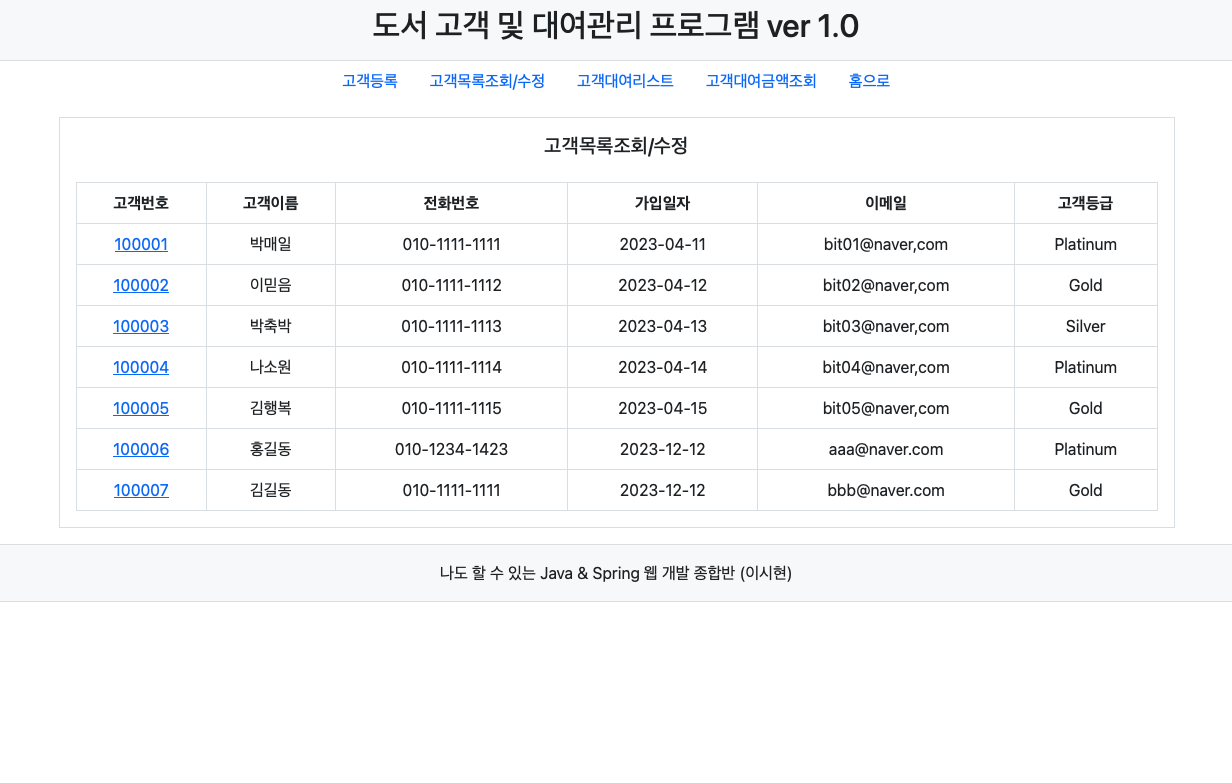 도서 고객 및 대여관리 프로그램 ver 1.0
고객등록 고객목록조회/수정 고객대여리스트 고객대여금액조회 홈으로
고객목록조회/수정
고객번호 고객이름 전화번호 가입일자 이메일 고객등급
100001 박매일 010-1111-1111 2023-04-11 bit01@naver,com Platinum
100002 이믿음 010-1111-1112 2023-04-12 bit02@naver,com Gold
100003 박축박 010-1111-1113 2023-04-13 bit03@naver,com Silver
100004 나소원 010-1111-1114 2023-04-14 bit04@naver,com Platinum
100005 김행복 010-1111-1115 2023-04-15 bit05@naver,com Gold
100006 홍길동 010-1234-1423 2023-12-12 aaa@naver.com Platinum
100007 김길동 010-1111-1111 2023-12-12 bbb@naver.com Gold
나도 할 수 있는 Java & Spring 웹 개발 종합반 (이시현)